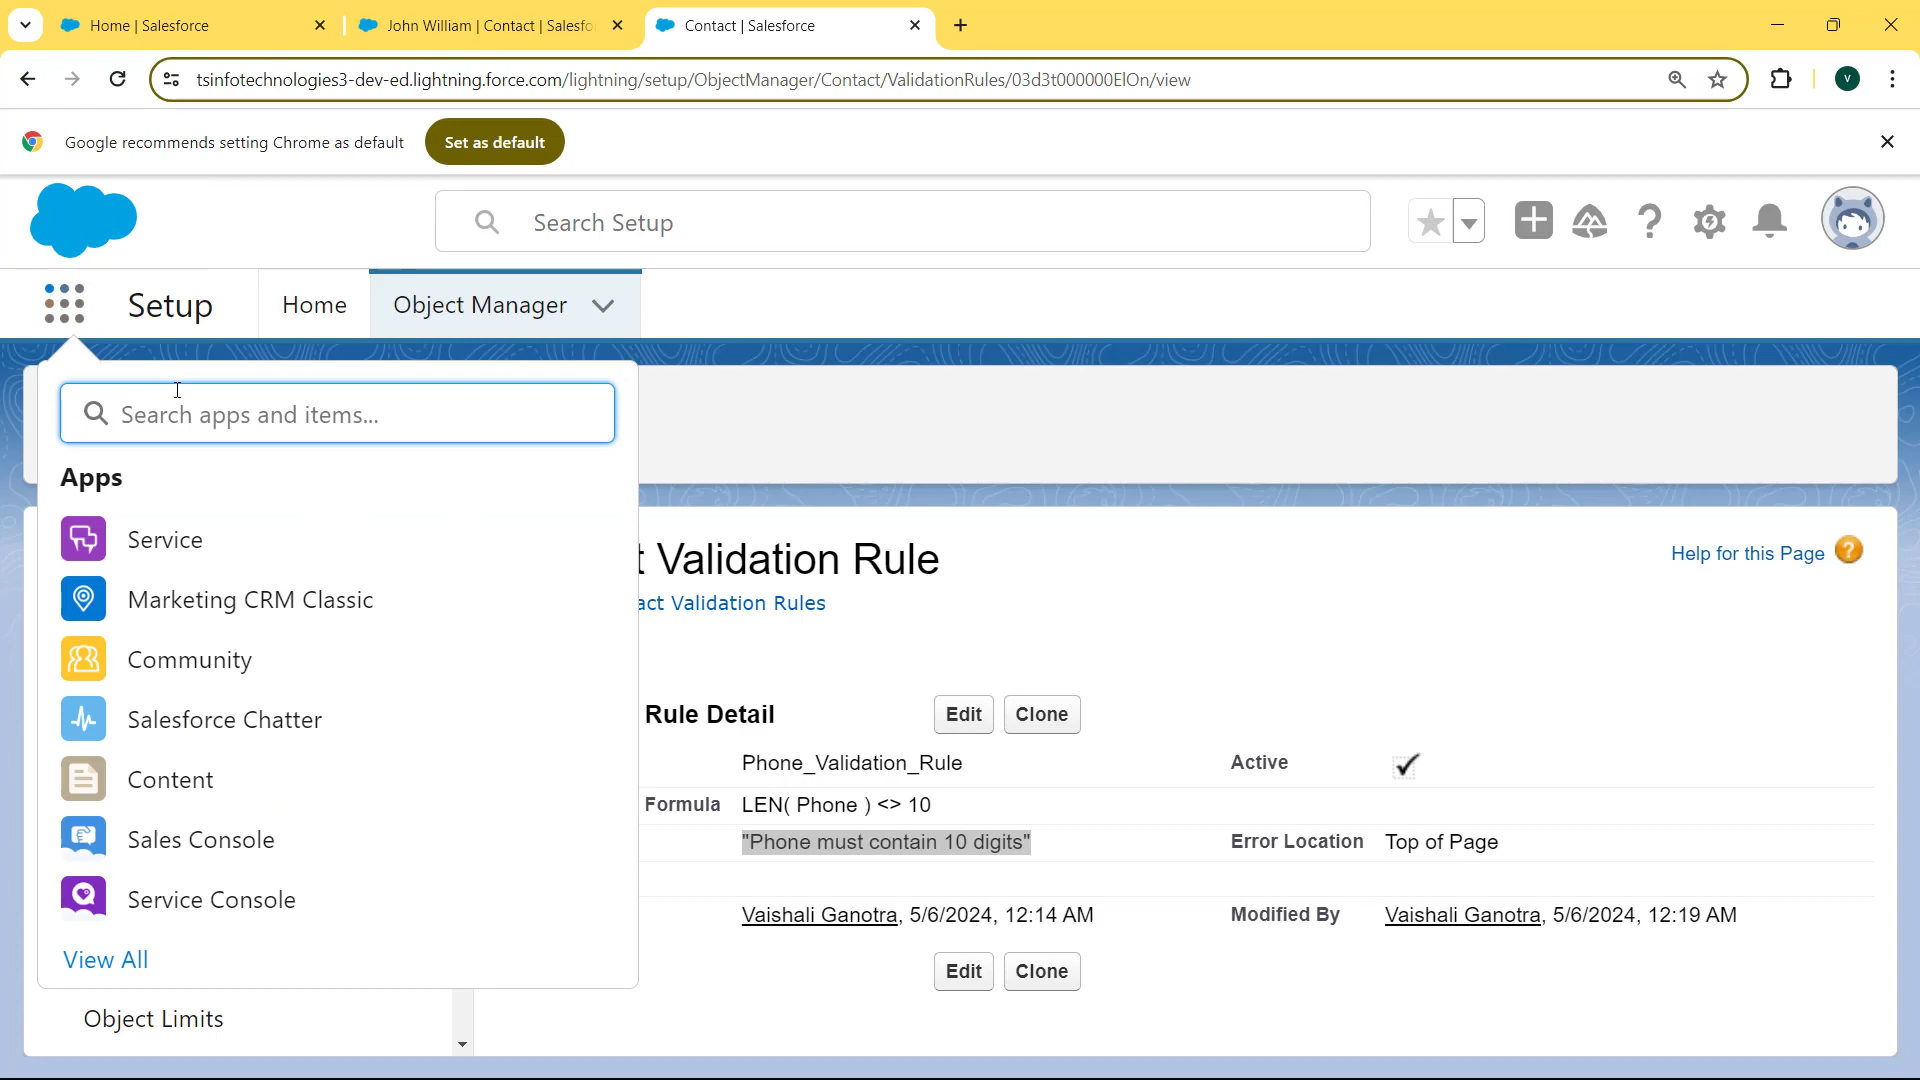 Home | Salesforce
John William | Contact | Salesfo
Contact | Salesforce
tsinfotechnologies3-dev-ed.lightning.force.com/lightning/setup/ObjectManager/Contact/ValidationRules/03d3t000000ElOn/view
V
Google recommends setting Chrome as default
Set as default
Search Setup
Setup
Home
Object Manager
Search apps and items...
Apps
Service
Marketing CRM Classic
Community
Salesforce Chatter
Content
Sales Console
Service Console
View All
Object Limits
t Validation Rule
Help for this Page ?
act Validation Rules
Rule Detail
Edit
Clone
Phone_Validation_Rule
Active
Formula
LEN( Phone ) <> 10
"Phone must contain 10 digits"
Error Location
Top of Page
Vaishali Ganotra, 5/6/2024, 12:14 AM
Modified By
Vaishali Ganotra, 5/6/2024, 12:19 AM
Edit
Clone